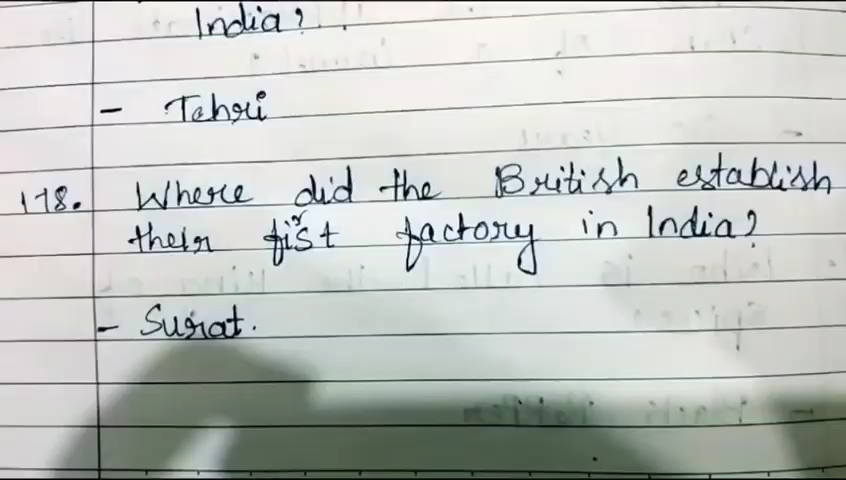 India?
- Tehri
178. Where did the British establish
their first factory in India?
- Surat.